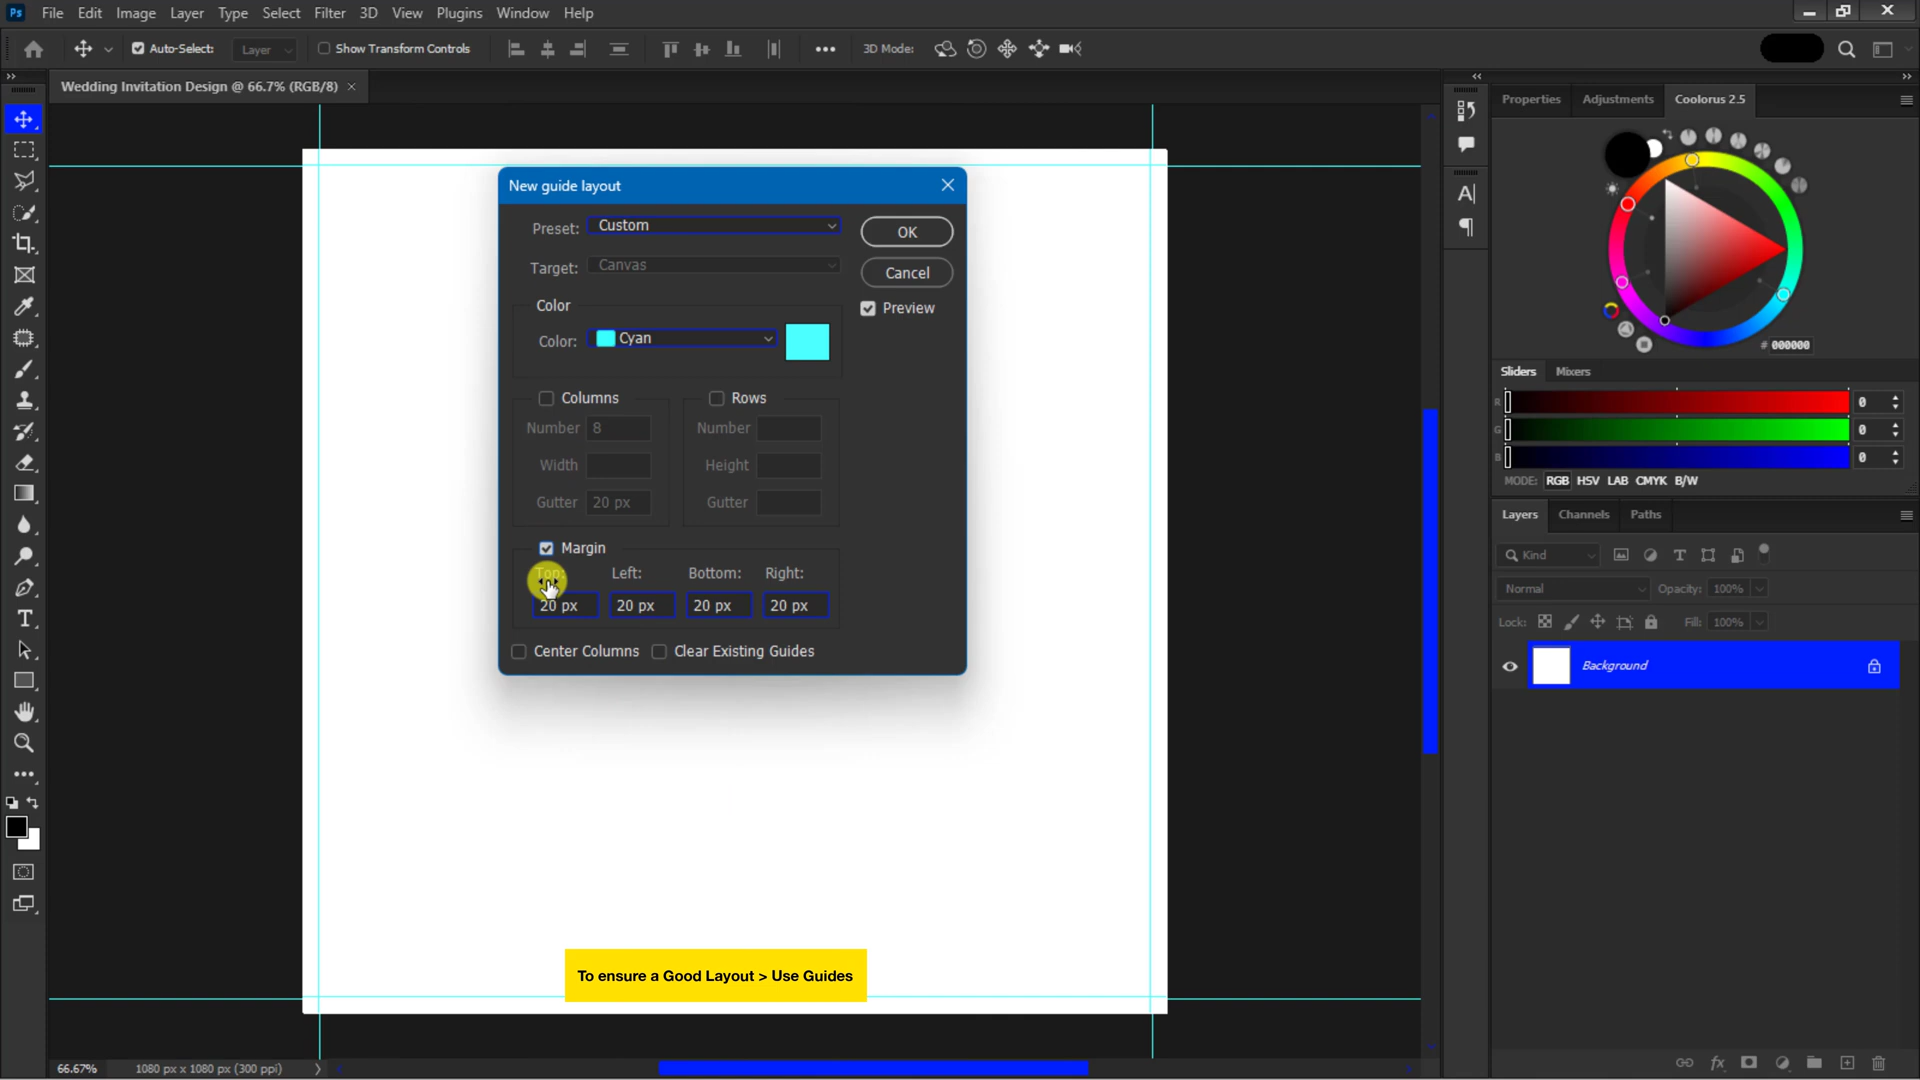 Ps File Edit Image Layer Type Select Filter 3D View Plugins Window Help
Auto-Select: Layer Show Transform Controls 3D Mode:
Wedding Invitation Design @ 66.7% (RGB/8)
Properties Adjustments Coolorus 2.5
New guide layout
Preset: Custom OK
Target: Canvas Cancel
Color Preview
Color: Cyan
# 000000
Sliders Mixers
Columns Rows
R 0
Number 8 Number
G 0
Width Height
B 0
Gutter 20 px Gutter
MODE: RGB HSV LAB CMYK B/W
Layers Channels Paths
Margin
Kind
Top: Left: Bottom: Right:
Normal Opacity: 100%
20 px 20 px 20 px 20 px
Lock: Fill: 100%
Center Columns Clear Existing Guides
Background
To ensure a Good Layout > Use Guides
66.67% 1080 px x 1080 px (300 ppi)